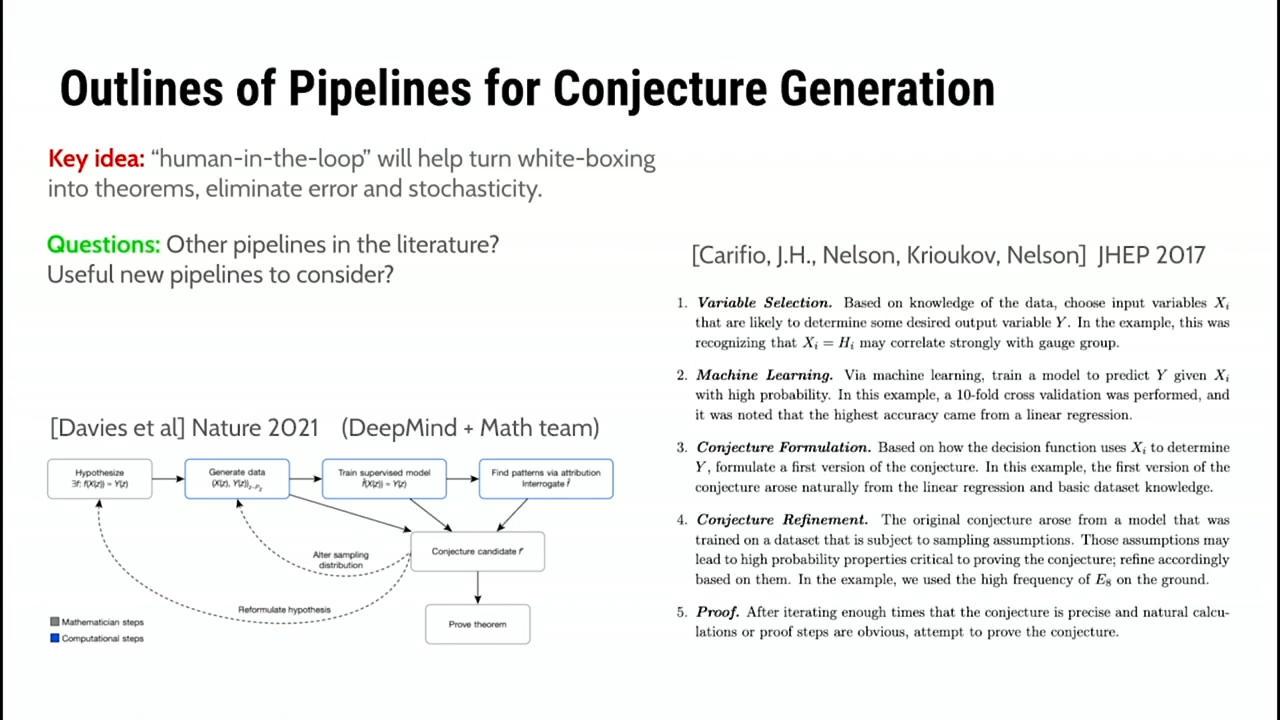 Outlines of Pipelines for Conjecture Generation
Key idea: “human-in-the-loop” will help turn white-boxing
into theorems, eliminate error and stochasticity.
Questions: Other pipelines in the literature?
Useful new pipelines to consider?
[Davies et al] Nature 2021 (DeepMind + Math team)
Hypothesize
∃f: f(X(z)) ≈ Y(z)
Generate data
(X(z), Y(z))
Train supervised model
f̂(X(z)) ≈ Y(z)
Find patterns via attribution
Interrogate f̂
Alter sampling
distribution
Conjecture candidate f′
Reformulate hypothesis
Prove theorem
Mathematician steps
Computational steps
[Carifio, J.H., Nelson, Krioukov, Nelson] JHEP 2017
1. Variable Selection. Based on knowledge of the data, choose input variables Xᵢ
that are likely to determine some desired output variable Y. In the example, this was
recognizing that Xᵢ = Hᵢ may correlate strongly with gauge group.
2. Machine Learning. Via machine learning, train a model to predict Y given Xᵢ
with high probability. In this example, a 10-fold cross validation was performed, and
it was noted that the highest accuracy came from a linear regression.
3. Conjecture Formulation. Based on how the decision function uses Xᵢ to determine
Y, formulate a first version of the conjecture. In this example, the first version of the
conjecture arose naturally from the linear regression and basic dataset knowledge.
4. Conjecture Refinement. The original conjecture arose from a model that was
trained on a dataset that is subject to sampling assumptions. Those assumptions may
lead to high probability properties critical to proving the conjecture; refine accordingly
based on them. In the example, we used the high frequency of E₈ on the ground.
5. Proof. After iterating enough times that the conjecture is precise and natural calcu-
lations or proof steps are obvious, attempt to prove the conjecture.